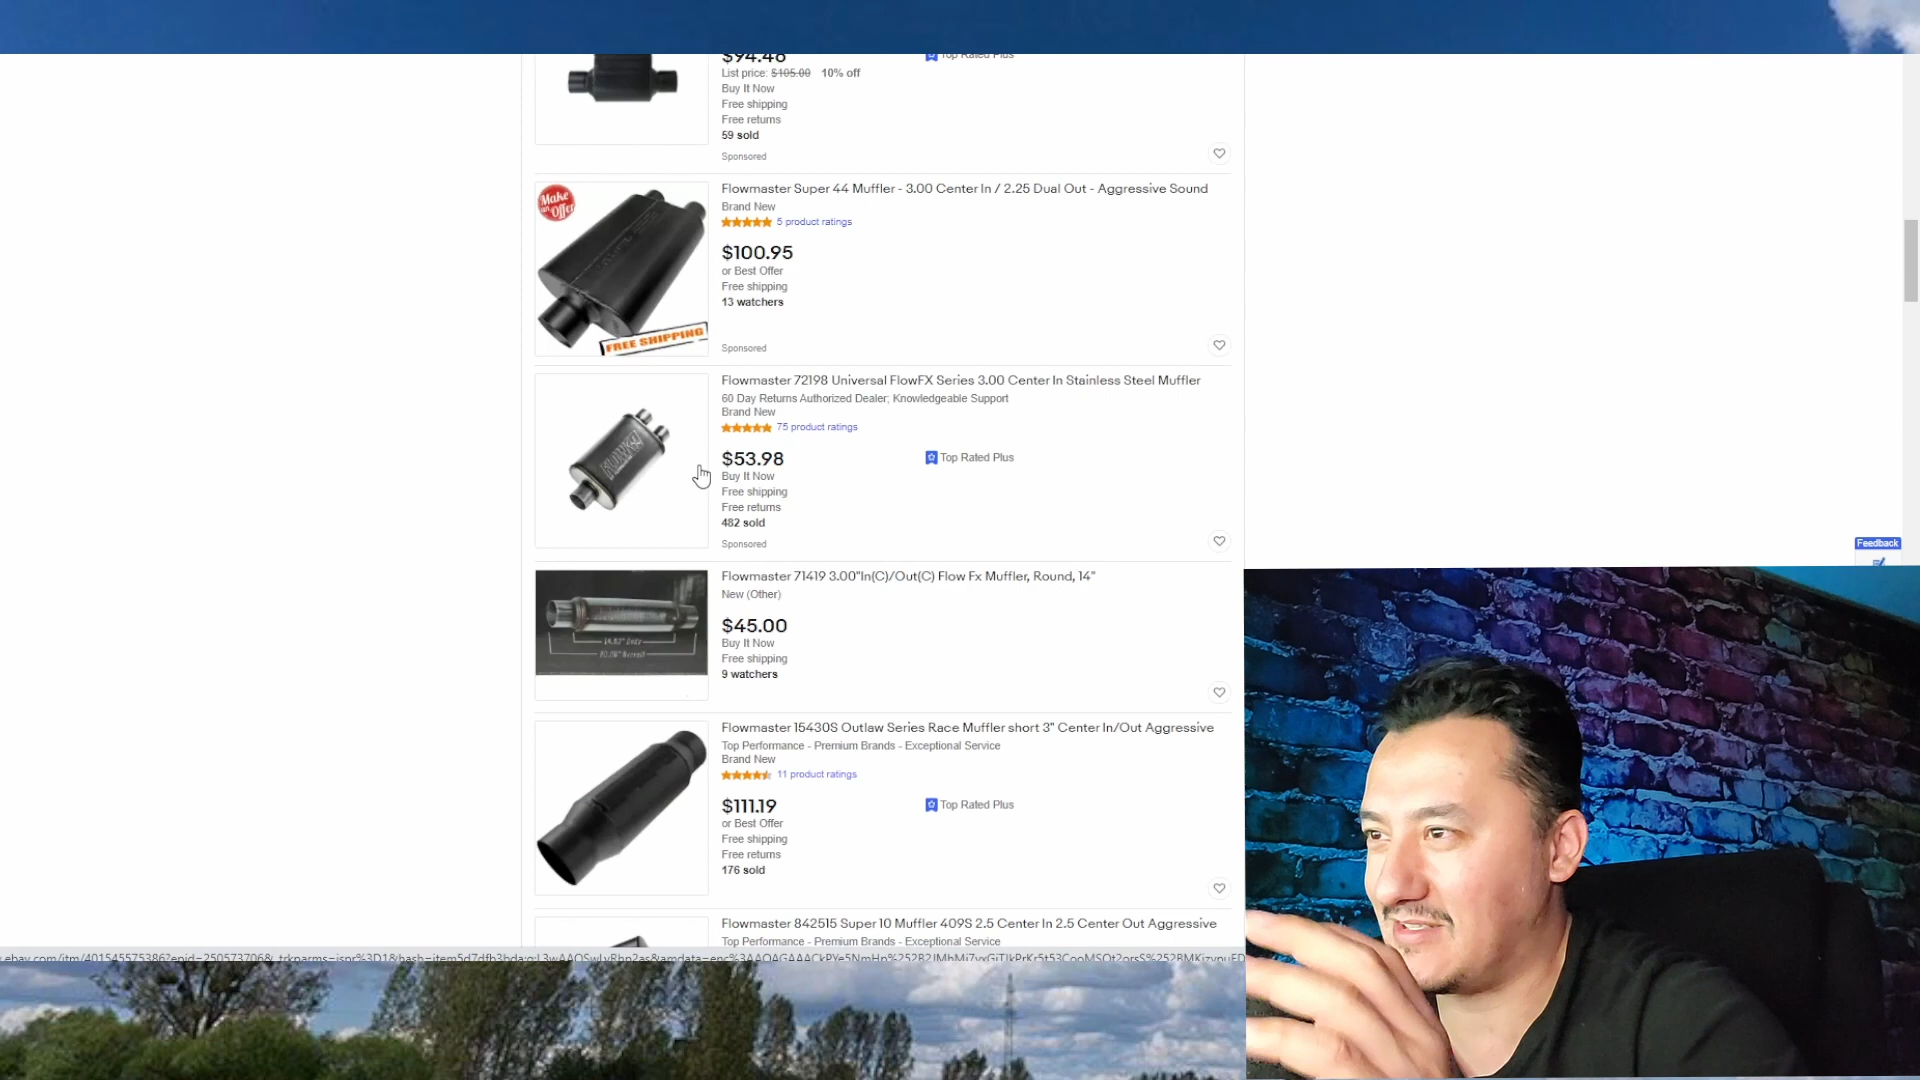 $94.48
Top Rated Plus
List price: $105.00 10% off
Buy It Now
Free shipping
Free returns
59 sold
Sponsored
Make an Offer
FREE SHIPPING
Flowmaster Super 44 Muffler - 3.00 Center In / 2.25 Dual Out - Aggressive Sound
Brand New
5 product ratings
$100.95
or Best Offer
Free shipping
13 watchers
Sponsored
Flowmaster 72198 Universal FlowFX Series 3.00 Center In Stainless Steel Muffler
60 Day Returns Authorized Dealer; Knowledgeable Support
Brand New
75 product ratings
$53.98
Top Rated Plus
Buy It Now
Free shipping
Free returns
482 sold
Sponsored
Feedback
Flowmaster 71419 3.00"In(C)/Out(C) Flow Fx Muffler, Round, 14"
New (Other)
$45.00
Buy It Now
Free shipping
9 watchers
Flowmaster 15430S Outlaw Series Race Muffler short 3" Center In/Out Aggressive
Top Performance - Premium Brands - Exceptional Service
Brand New
11 product ratings
$111.19
Top Rated Plus
or Best Offer
Free shipping
Free returns
176 sold
Flowmaster 842515 Super 10 Muffler 409S 2.5 Center In 2.5 Center Out Aggressive
Top Performance - Premium Brands - Exceptional Service